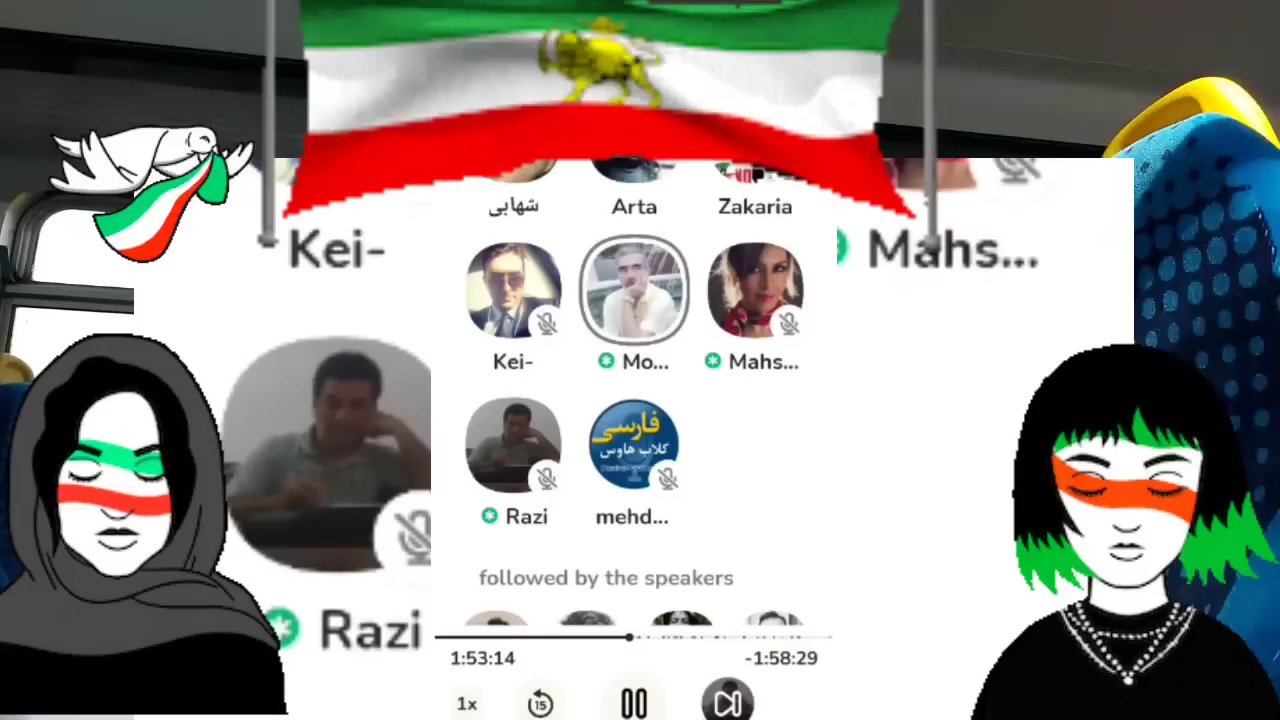 شهابی Arta Zakaria
Kei- Mahs...
Kei- Mo... Mahs...
فارسی
کلاب هاوس
Razi mehd...
Razi
followed by the speakers
1:53:14 -1:58:29
1x 15